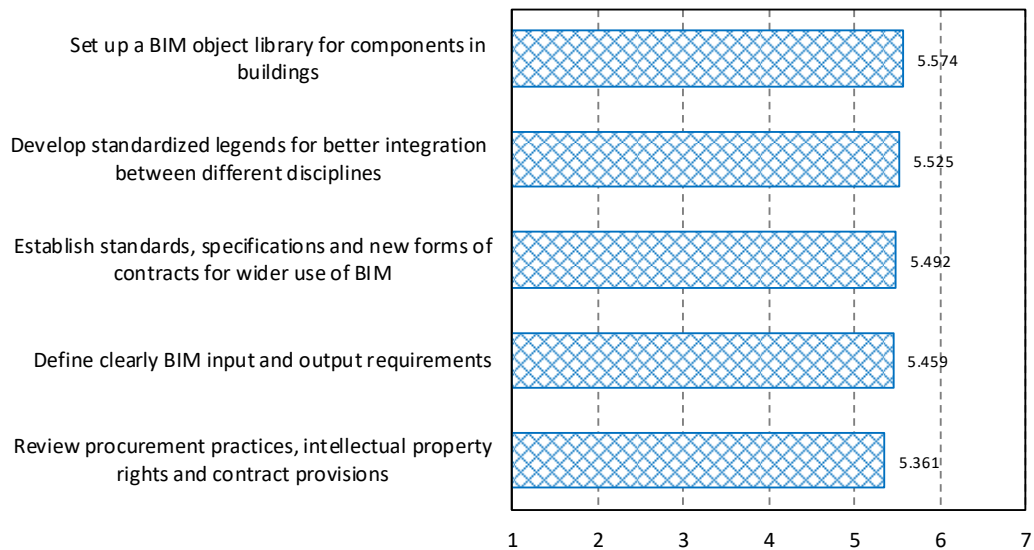 Set up a BIM object library for components in
buildings
5.574
Develop standardized legends for better integration
between different disciplines
5.525
Establish standards, specifications and new forms of
contracts for wider use of BIM
5.492
Define clearly BIM input and output requirements
5.459
Review procurement practices, intellectual property
rights and contract provisions
5.361
1 2 3 4 5 6 7